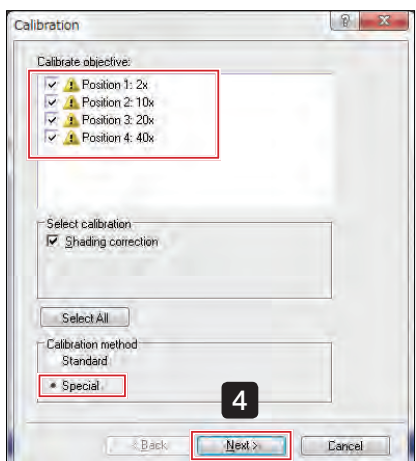 Calibration
Calibrate objective:
Position 1: 2x
Position 2: 10x
Position 3: 20x
Position 4: 40x
Select calibration
Shading correction
Select All
Calibration method
Standard
Special
4
< Back
Next >
Cancel